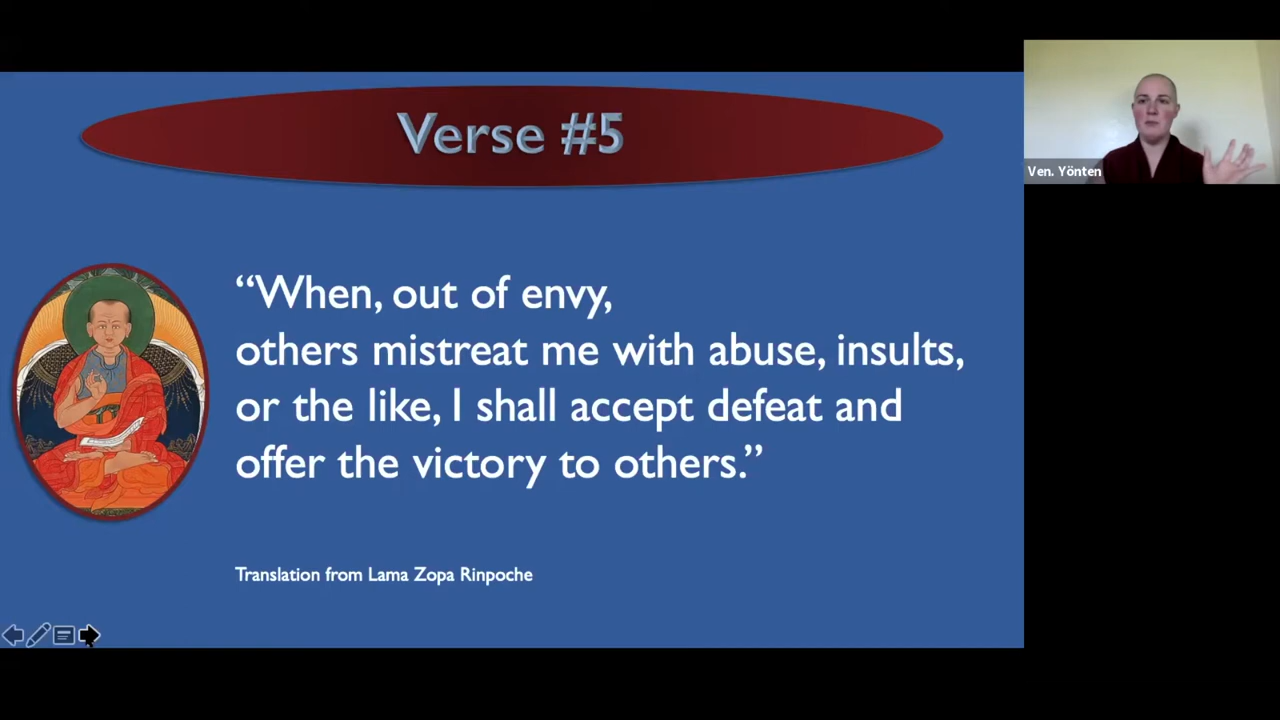 Verse #5
“When, out of envy,
others mistreat me with abuse, insults,
or the like, I shall accept defeat and
offer the victory to others.”
Translation from Lama Zopa Rinpoche
Ven. Yönten